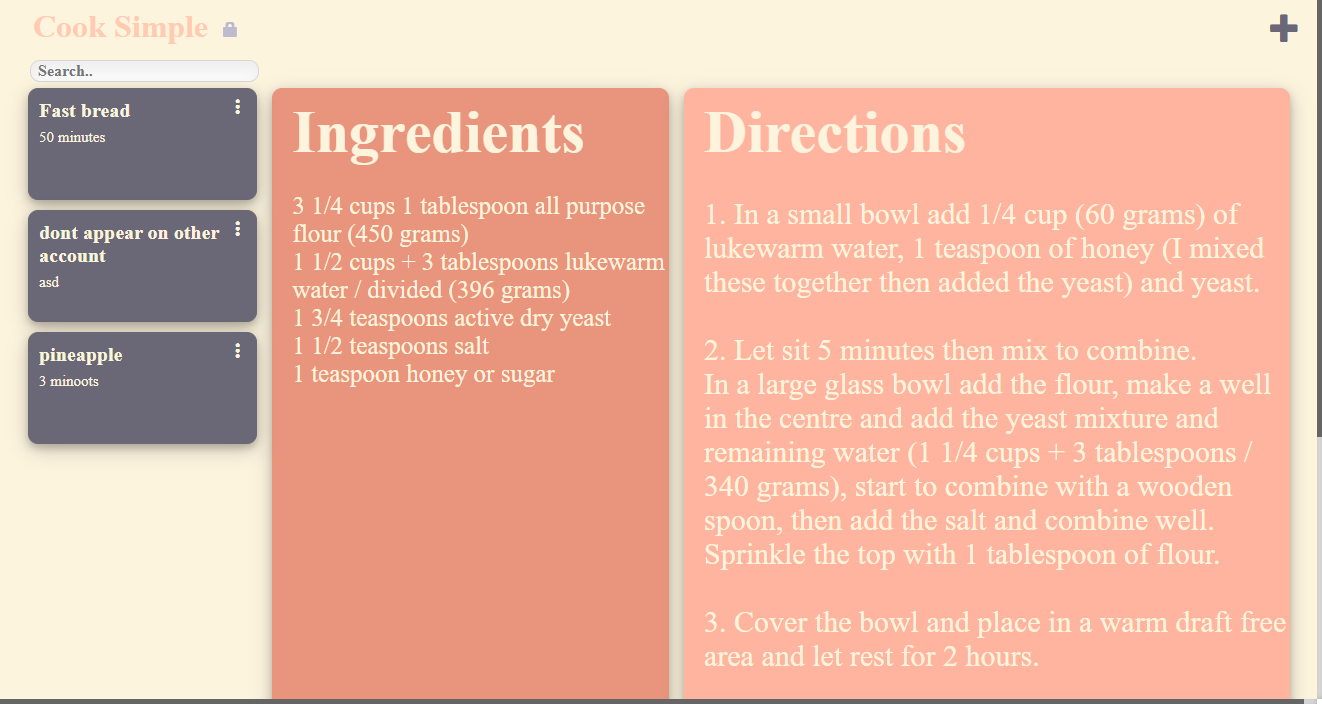 Cook Simple
Search..
Fast bread
50 minutes
dont appear on other
account
asd
pineapple
3 minoots
Ingredients
3 1/4 cups 1 tablespoon all purpose
flour (450 grams)
1 1/2 cups + 3 tablespoons lukewarm
water / divided (396 grams)
1 3/4 teaspoons active dry yeast
1 1/2 teaspoons salt
1 teaspoon honey or sugar
Directions
1. In a small bowl add 1/4 cup (60 grams) of
lukewarm water, 1 teaspoon of honey (I mixed
these together then added the yeast) and yeast.
2. Let sit 5 minutes then mix to combine.
In a large glass bowl add the flour, make a well
in the centre and add the yeast mixture and
remaining water (1 1/4 cups + 3 tablespoons /
340 grams), start to combine with a wooden
spoon, then add the salt and combine well.
Sprinkle the top with 1 tablespoon of flour.
3. Cover the bowl and place in a warm draft free
area and let rest for 2 hours.